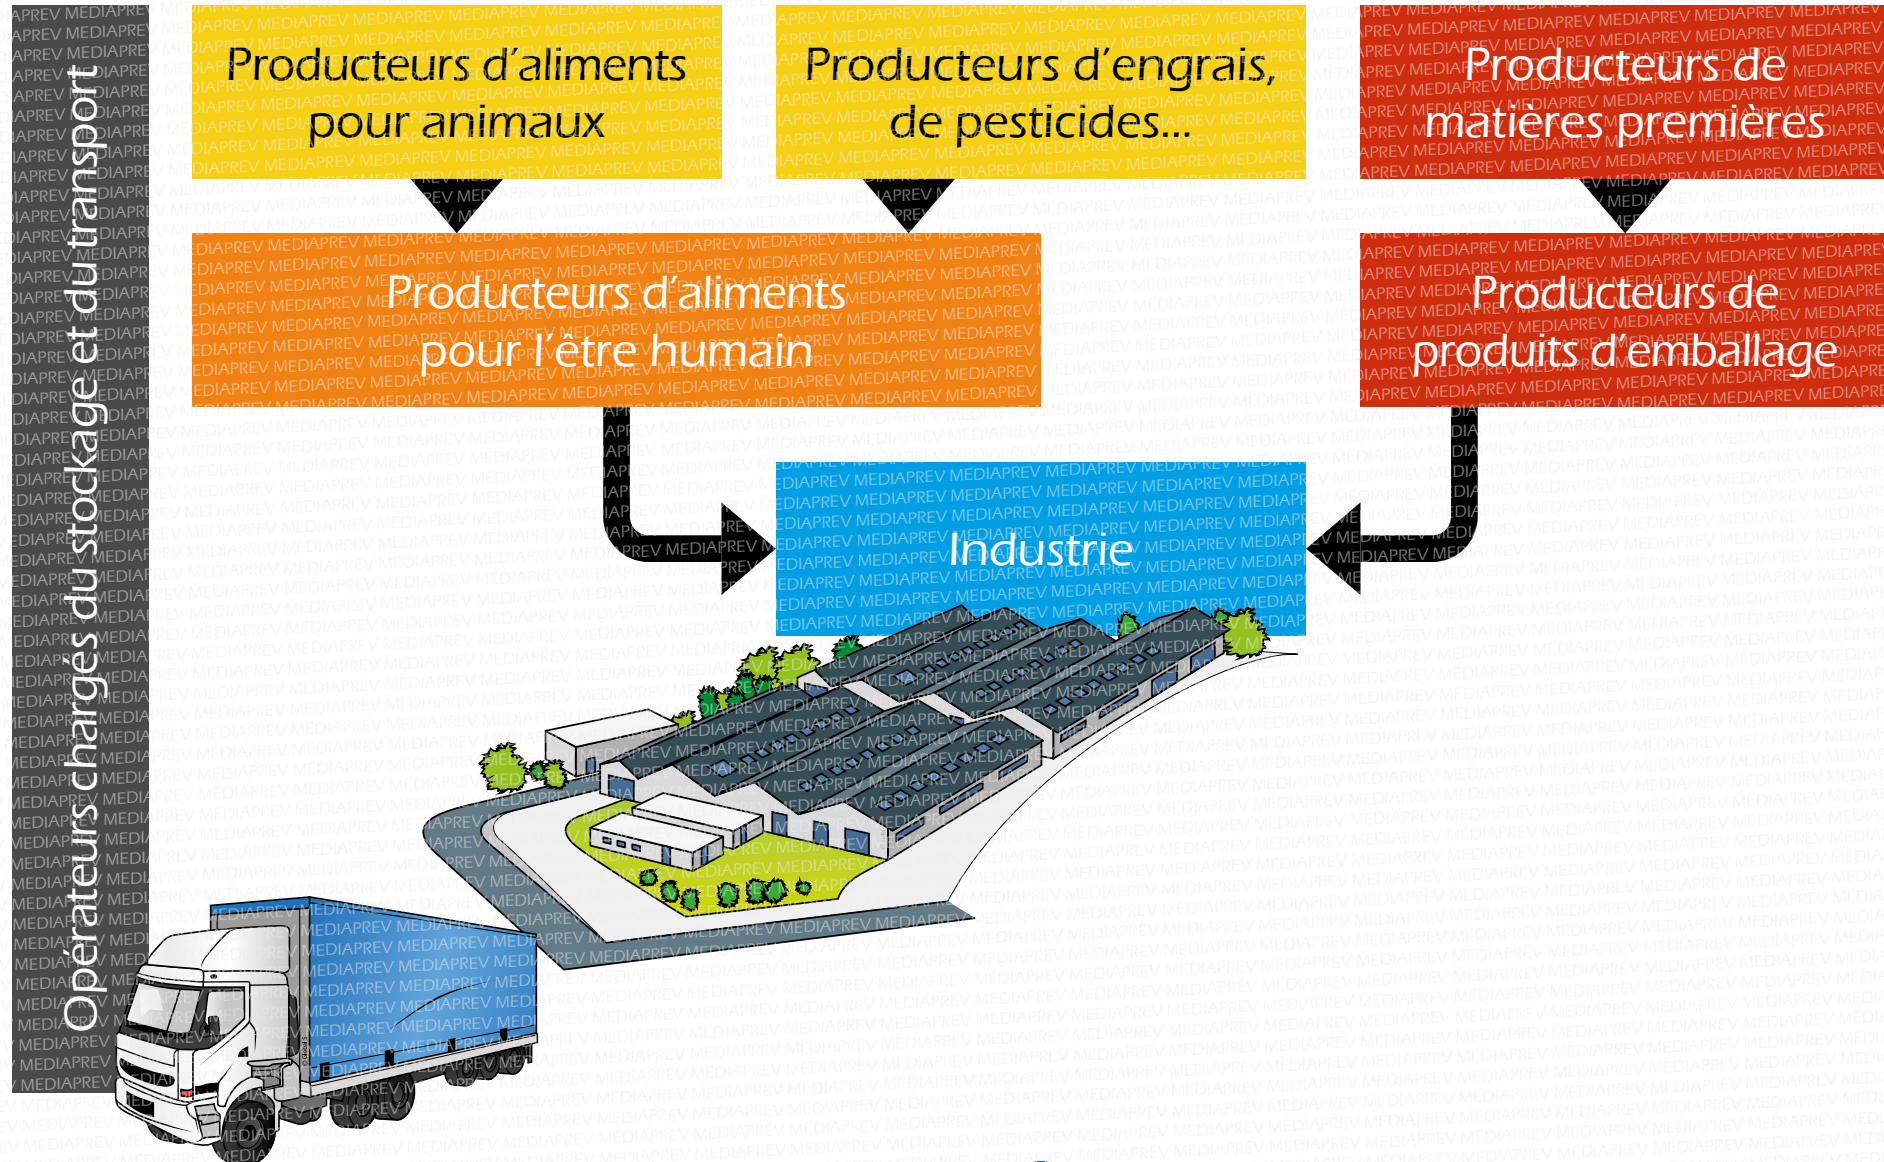 Opérateurs chargés du stockage et du transport
Producteurs d'aliments
pour animaux
Producteurs d'engrais,
de pesticides...
Producteurs de
matières premières
Producteurs d'aliments
pour l'être humain
Producteurs de
produits d'emballage
Industrie